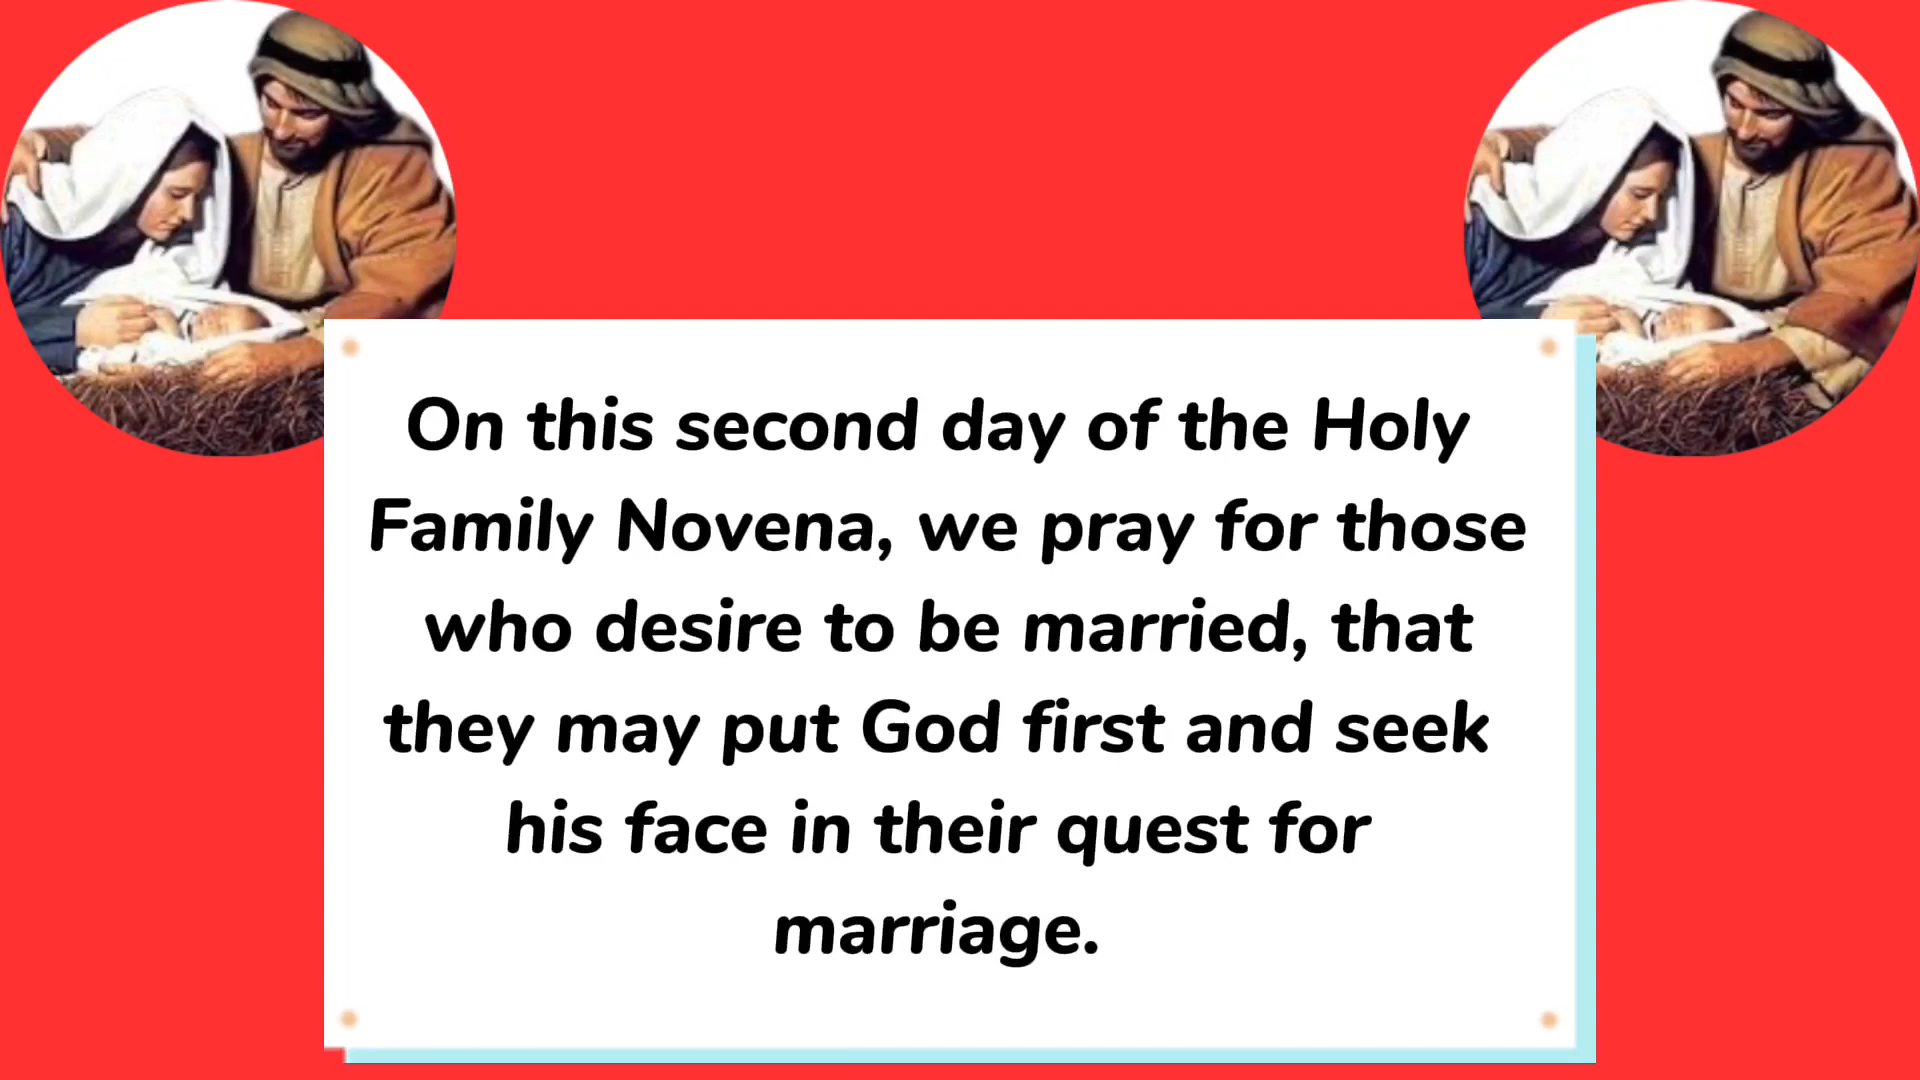 On this second day of the Holy
Family Novena, we pray for those
who desire to be married, that
they may put God first and seek
his face in their quest for
marriage.